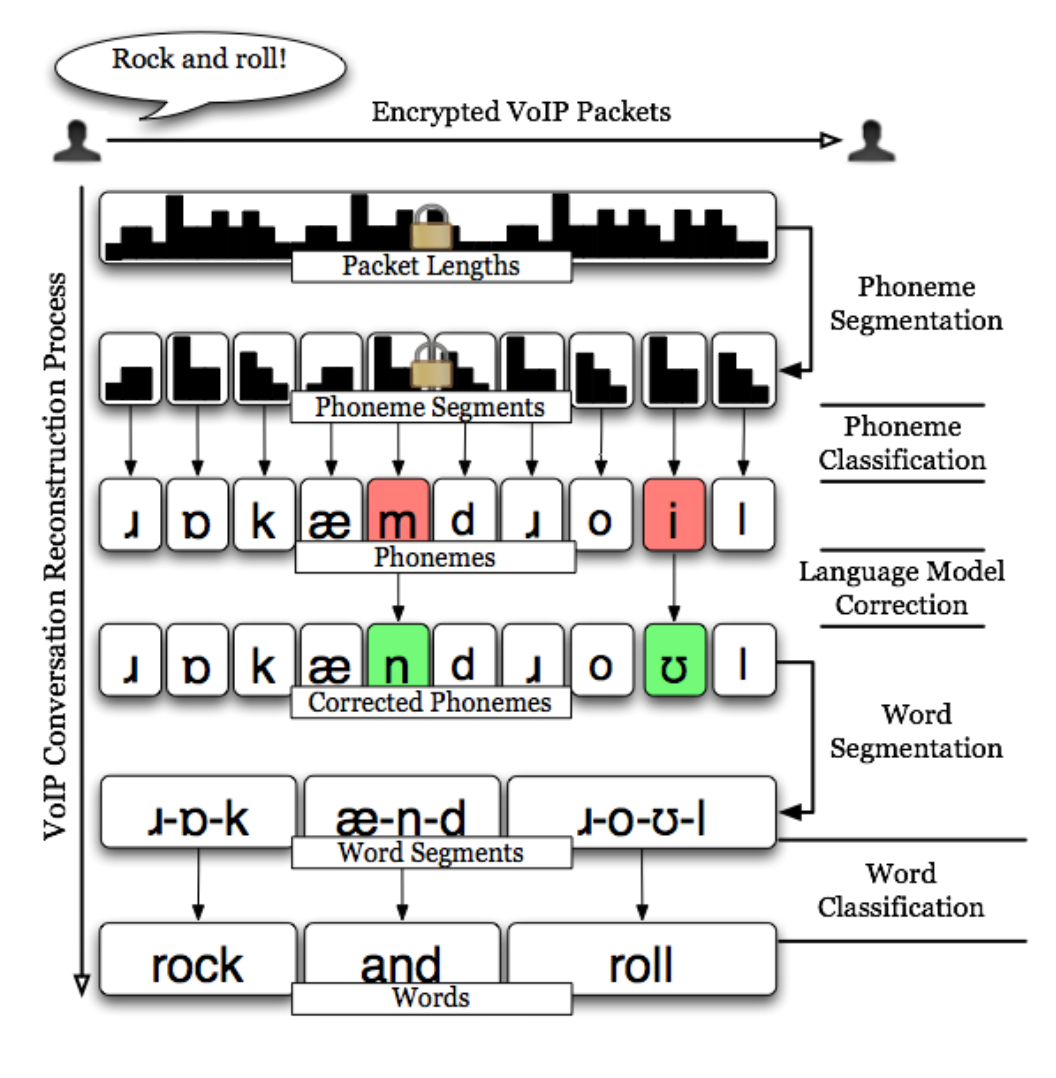 Rock and roll!
Encrypted VoIP Packets
VoIP Conversation Reconstruction Process
Packet Lengths
Phoneme
Segmentation
Phoneme Segments
Phoneme
Classification
ɹ ɒ k æ m d ɹ o i l
Phonemes
Language Model
Correction
ɹ ɒ k æ n d ɹ o ʊ l
Corrected Phonemes
Word
Segmentation
ɹ-ɒ-k æ-n-d ɹ-o-ʊ-l
Word Segments
Word
Classification
rock and roll
Words